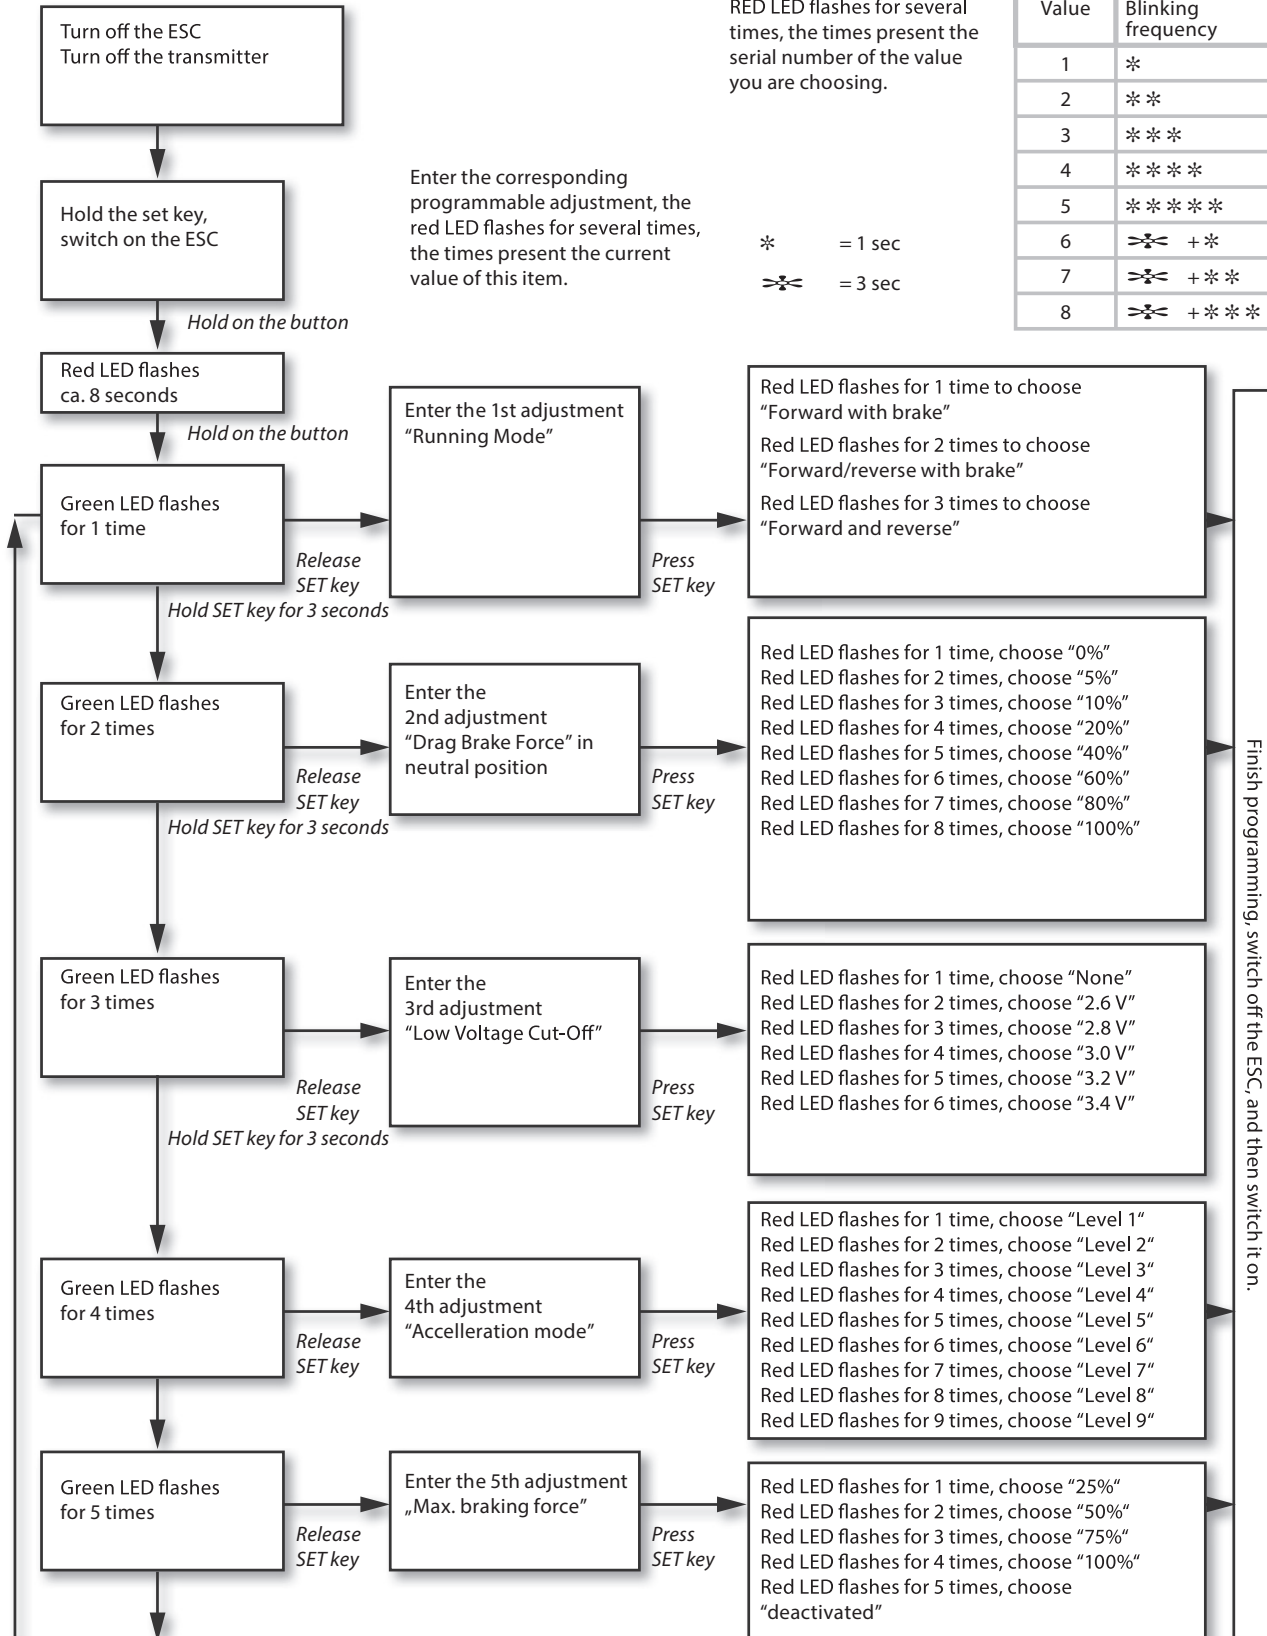 Turn off the ESC
Turn off the transmitter
RED LED flashes for several
times, the times present the
serial number of the value
you are choosing.
Value
Blinking
frequency
1 *
2 **
3 ***
4 ****
5 *****
6 + *
7 + **
8 + ***
Enter the corresponding
programmable adjustment, the
red LED flashes for several times,
the times present the current
value of this item.
* = 1 sec
= 3 sec
Hold the set key,
switch on the ESC
Hold on the button
Red LED flashes
ca. 8 seconds
Hold on the button
Green LED flashes
for 1 time
Release
SET key
Hold SET key for 3 seconds
Enter the 1st adjustment
“Running Mode”
Press
SET key
Red LED flashes for 1 time to choose
“Forward with brake”
Red LED flashes for 2 times to choose
“Forward/reverse with brake”
Red LED flashes for 3 times to choose
“Forward and reverse”
Green LED flashes
for 2 times
Release
SET key
Hold SET key for 3 seconds
Enter the
2nd adjustment
“Drag Brake Force” in
neutral position
Press
SET key
Red LED flashes for 1 time, choose “0%”
Red LED flashes for 2 times, choose “5%”
Red LED flashes for 3 times, choose “10%”
Red LED flashes for 4 times, choose “20%”
Red LED flashes for 5 times, choose “40%”
Red LED flashes for 6 times, choose “60%”
Red LED flashes for 7 times, choose “80%”
Red LED flashes for 8 times, choose “100%”
Green LED flashes
for 3 times
Release
SET key
Hold SET key for 3 seconds
Enter the
3rd adjustment
“Low Voltage Cut-Off”
Press
SET key
Red LED flashes for 1 time, choose “None”
Red LED flashes for 2 times, choose “2.6 V”
Red LED flashes for 3 times, choose “2.8 V”
Red LED flashes for 4 times, choose “3.0 V”
Red LED flashes for 5 times, choose “3.2 V”
Red LED flashes for 6 times, choose “3.4 V”
Green LED flashes
for 4 times
Release
SET key
Enter the
4th adjustment
“Accelleration mode”
Press
SET key
Red LED flashes for 1 time, choose “Level 1“
Red LED flashes for 2 times, choose “Level 2“
Red LED flashes for 3 times, choose “Level 3“
Red LED flashes for 4 times, choose “Level 4“
Red LED flashes for 5 times, choose “Level 5“
Red LED flashes for 6 times, choose “Level 6“
Red LED flashes for 7 times, choose “Level 7“
Red LED flashes for 8 times, choose “Level 8“
Red LED flashes for 9 times, choose “Level 9“
Green LED flashes
for 5 times
Release
SET key
Enter the 5th adjustment
„Max. braking force”
Press
SET key
Red LED flashes for 1 time, choose “25%“
Red LED flashes for 2 times, choose “50%“
Red LED flashes for 3 times, choose “75%“
Red LED flashes for 4 times, choose “100%“
Red LED flashes for 5 times, choose
“deactivated”
Finish programming, switch off the ESC, and then switch it on.